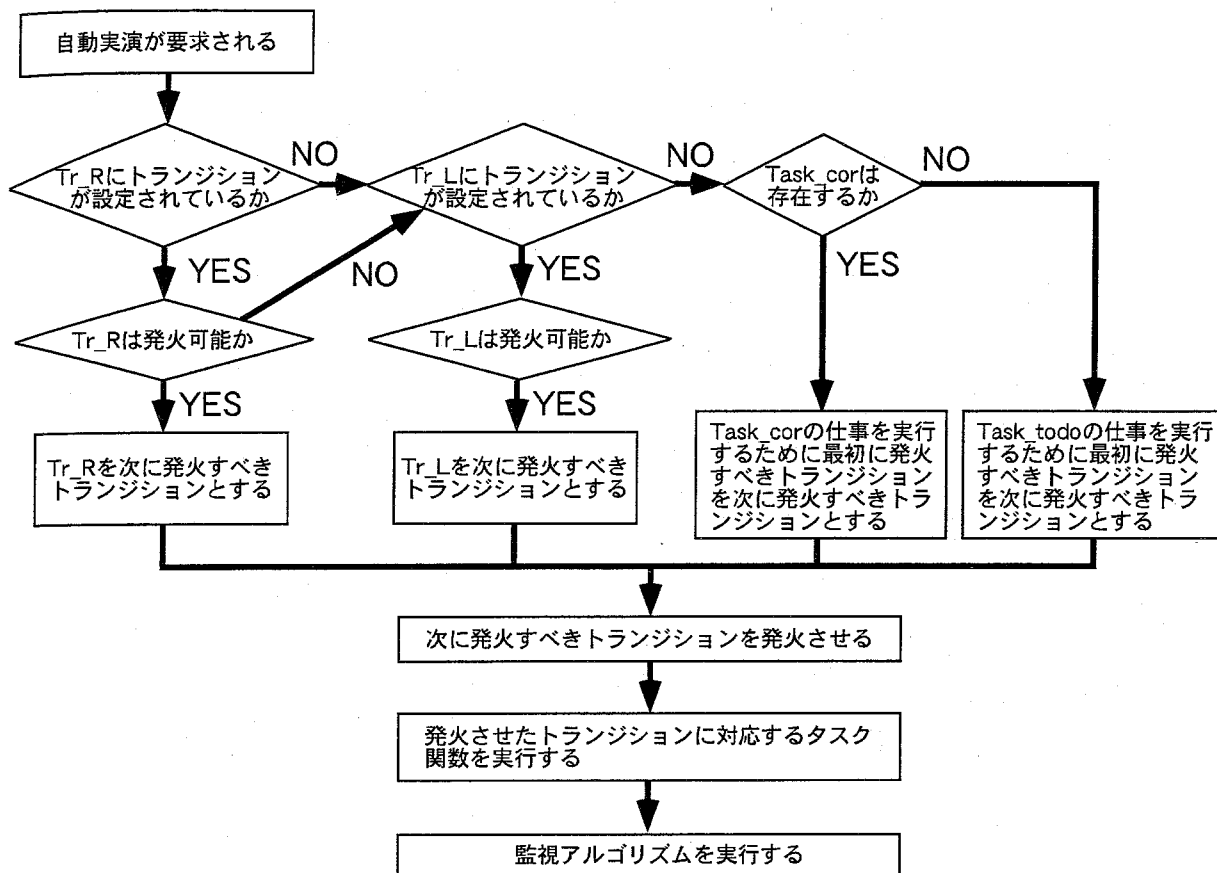 自動実演が要求される
Tr_Rにトランジション
が設定されているか
NO
Tr_Lにトランジション
が設定されているか
NO
Task_corは
存在するか
NO
YES
NO
YES
YES
Tr_Rは発火可能か
Tr_Lは発火可能か
YES
YES
Tr_Rを次に発火すべき
トランジションとする
Tr_Lを次に発火すべき
トランジションとする
Task_corの仕事を実行
するために最初に発火
すべきトランジション
を次に発火すべきトラ
ンジションとする
Task_todoの仕事を実行
するために最初に発火
すべきトランジション
を次に発火すべきトラ
ンジションとする
次に発火すべきトランジションを発火させる
発火させたトランジションに対応するタスク
関数を実行する
監視アルゴリズムを実行する